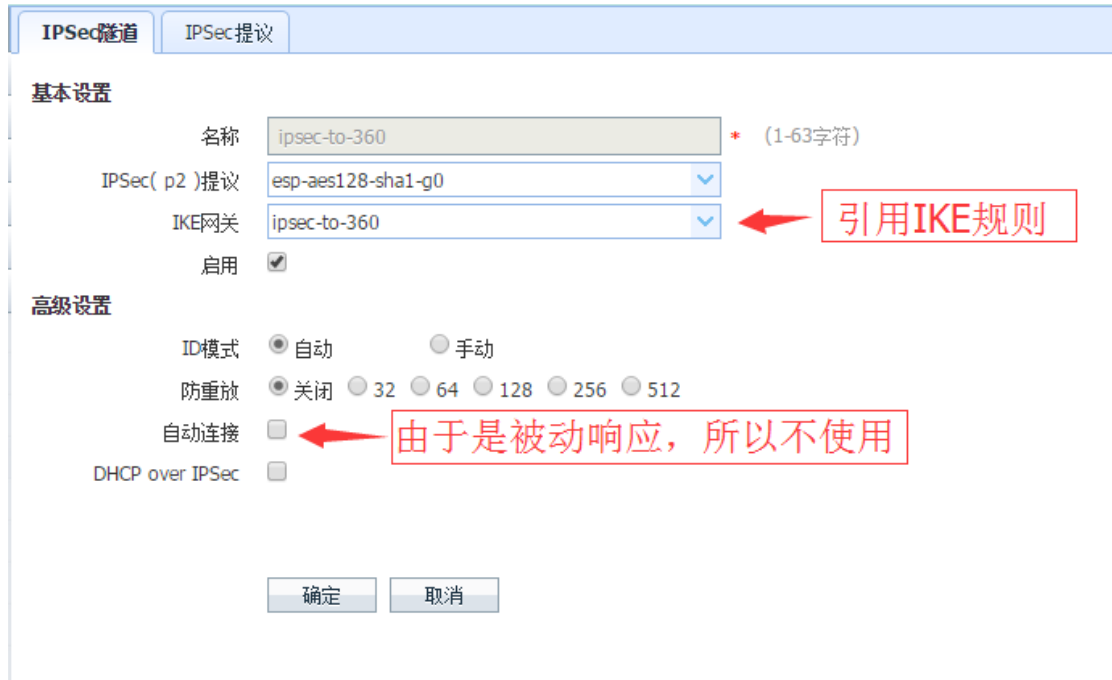 IPSec隧道 IPSec提议
基本设置
名称 ipsec-to-360 * (1-63字符)
IPSec( p2 )提议 esp-aes128-sha1-g0
IKE网关 ipsec-to-360 引用IKE规则
启用
高级设置
ID模式 自动 手动
防重放 关闭 32 64 128 256 512
自动连接 由于是被动响应，所以不使用
DHCP over IPSec
确定 取消